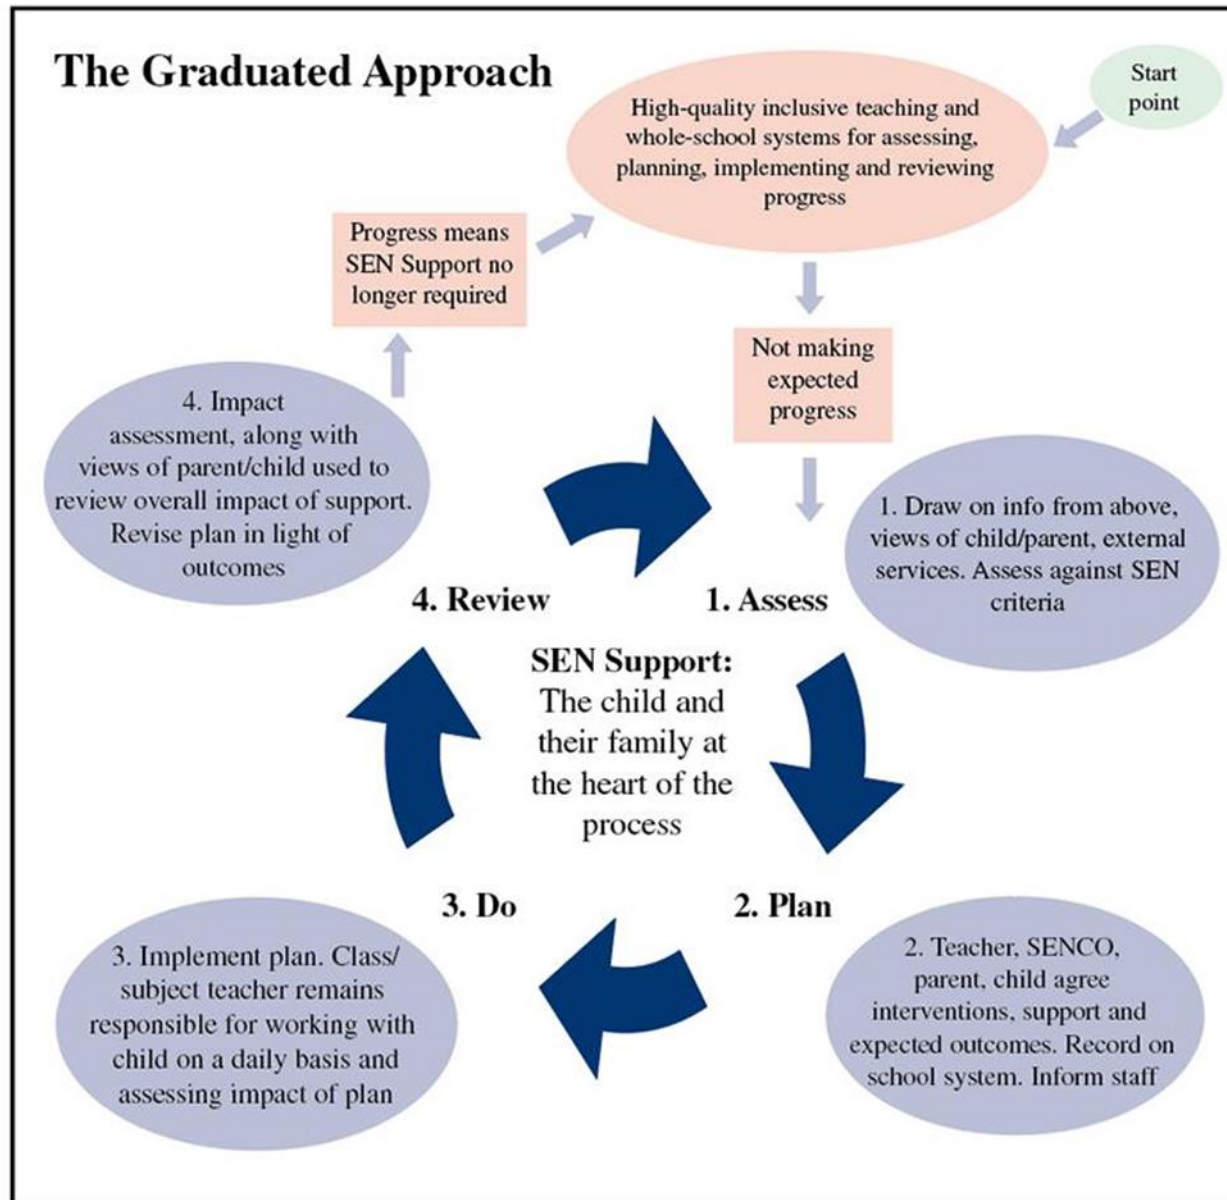 The Graduated Approach
Start
point
High-quality inclusive teaching and
whole-school systems for assessing,
planning, implementing and reviewing
progress
Progress means
SEN Support no
longer required
Not making
expected
progress
4. Impact
assessment, along with
views of parent/child used to
review overall impact of support.
Revise plan in light of
outcomes
1. Draw on info from above,
views of child/parent, external
services. Assess against SEN
criteria
4. Review
1. Assess
SEN Support:
The child and
their family at
the heart of the
process
3. Do
2. Plan
3. Implement plan. Class/
subject teacher remains
responsible for working with
child on a daily basis and
assessing impact of plan
2. Teacher, SENCO,
parent, child agree
interventions, support and
expected outcomes. Record on
school system. Inform staff